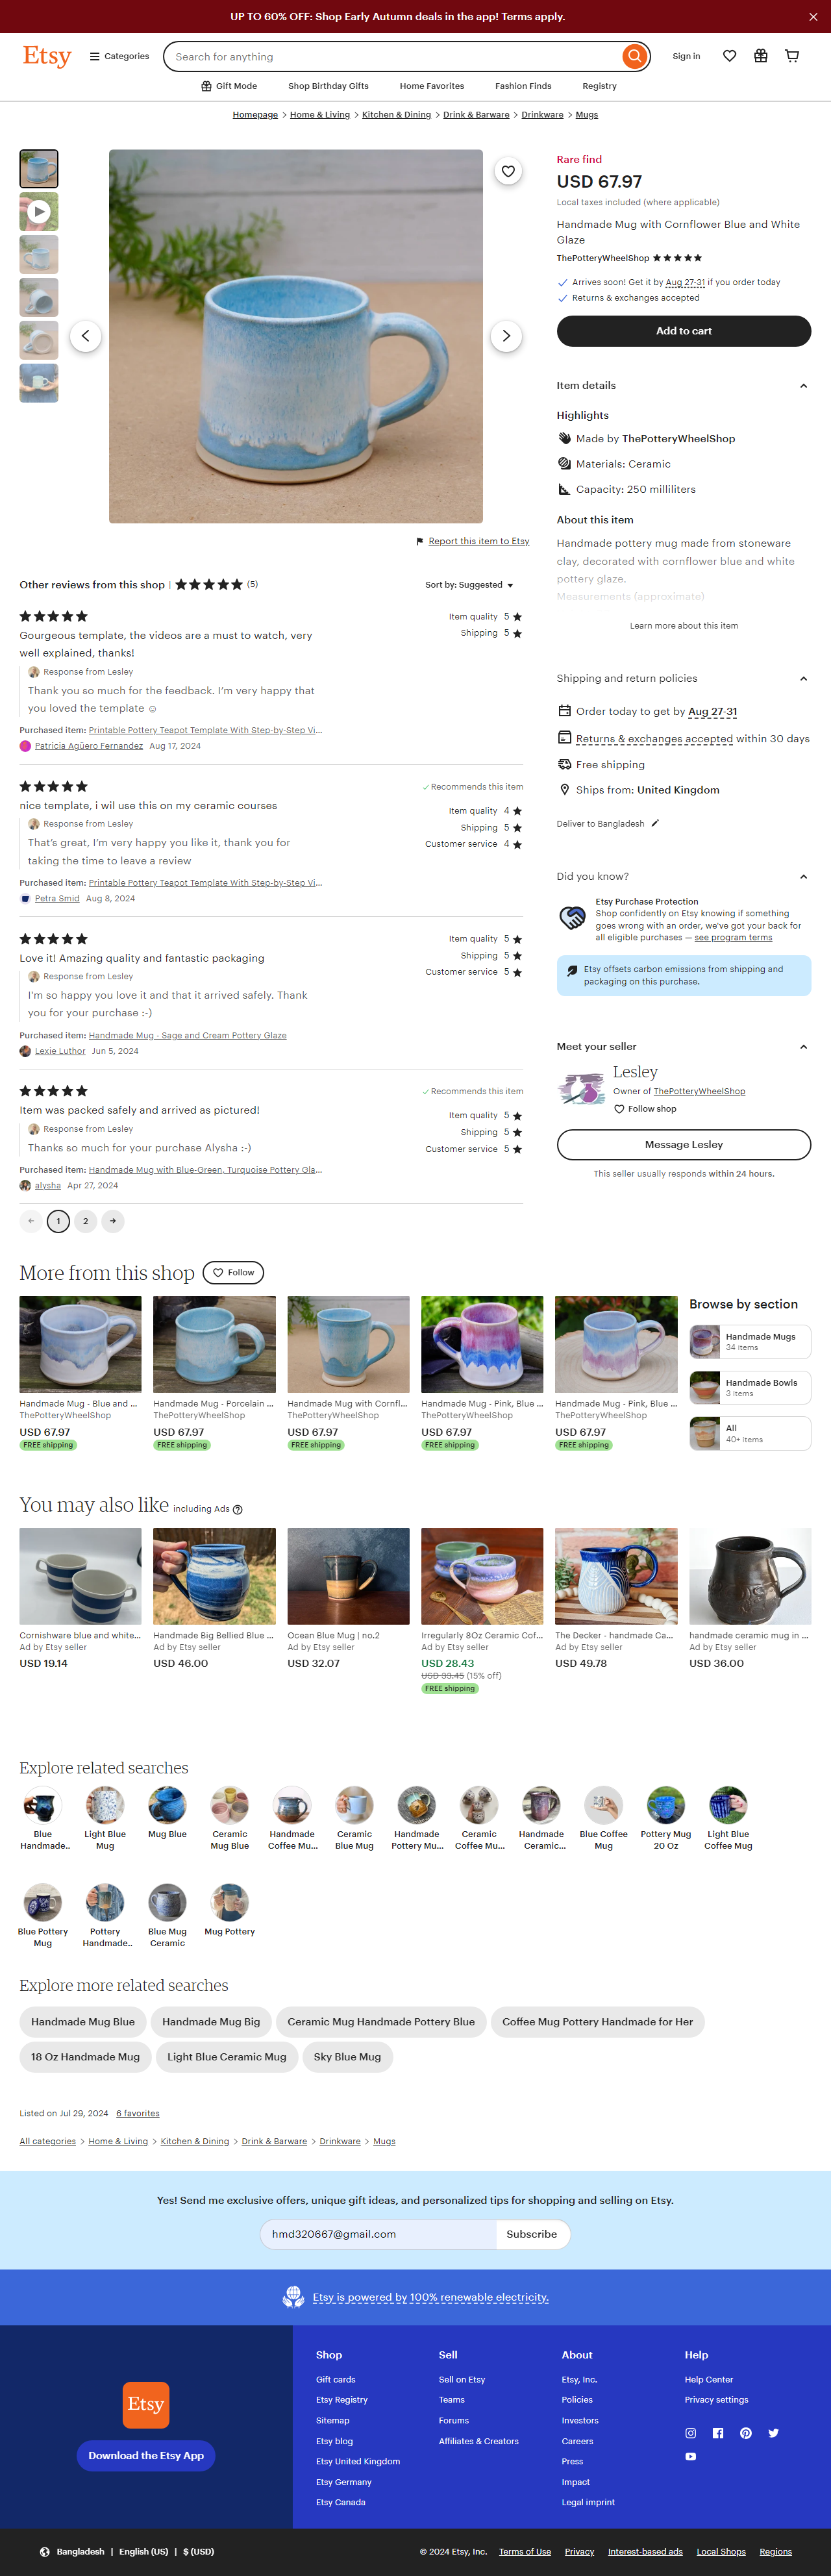 UP TO 60% OFF: Shop Early Autumn deals in the app! Terms apply.
Etsy
Categories
Search for anything
Sign in
Gift Mode
Shop Birthday Gifts
Home Favorites
Fashion Finds
Registry
Homepage > Home & Living > Kitchen & Dining > Drink & Barware > Drinkware > Mugs
Rare find
USD 67.97
Local taxes included (where applicable)
Handmade Mug with Cornflower Blue and White
Glaze
ThePotteryWheelShop
Arrives soon! Get it by Aug 27-31 if you order today
Returns & exchanges accepted
Add to cart
Item details
Highlights
Made by ThePotteryWheelShop
Materials: Ceramic
Capacity: 250 milliliters
About this item
Handmade pottery mug made from stoneware
clay, decorated with cornflower blue and white
pottery glaze.
Measurements (approximate)
Learn more about this item
Shipping and return policies
Order today to get by Aug 27-31
Returns & exchanges accepted within 30 days
Free shipping
Ships from: United Kingdom
Deliver to Bangladesh
Did you know?
Etsy Purchase Protection
Shop confidently on Etsy knowing if something
goes wrong with an order, we've got your back for
all eligible purchases — see program terms
Etsy offsets carbon emissions from shipping and
packaging on this purchase.
Meet your seller
Lesley
Owner of ThePotteryWheelShop
Follow shop
Message Lesley
This seller usually responds within 24 hours.
Report this item to Etsy
Other reviews from this shop | (5)
Sort by: Suggested
Item quality 5
Shipping 5
Gourgeous template, the videos are a must to watch, very
well explained, thanks!
Response from Lesley
Thank you so much for the feedback. I'm very happy that
you loved the template ☺
Purchased item: Printable Pottery Teapot Template With Step-by-Step Vi...
Patricia Agüero Fernandez Aug 17, 2024
Recommends this item
nice template, i wil use this on my ceramic courses
Item quality 4
Shipping 5
Customer service 4
Response from Lesley
That's great, I'm very happy you like it, thank you for
taking the time to leave a review
Purchased item: Printable Pottery Teapot Template With Step-by-Step Vi...
Petra Smid Aug 8, 2024
Item quality 5
Shipping 5
Customer service 5
Love it! Amazing quality and fantastic packaging
Response from Lesley
I'm so happy you love it and that it arrived safely. Thank
you for your purchase :-)
Purchased item: Handmade Mug - Sage and Cream Pottery Glaze
Lexie Luthor Jun 5, 2024
Recommends this item
Item was packed safely and arrived as pictured!
Item quality 5
Shipping 5
Customer service 5
Response from Lesley
Thanks so much for your purchase Alysha :-)
Purchased item: Handmade Mug with Blue-Green, Turquoise Pottery Gla...
alysha Apr 27, 2024
1 2
More from this shop
Follow
Handmade Mug - Blue and ...
ThePotteryWheelShop
USD 67.97
FREE shipping
Handmade Mug - Porcelain ...
ThePotteryWheelShop
USD 67.97
FREE shipping
Handmade Mug with Cornfl...
ThePotteryWheelShop
USD 67.97
FREE shipping
Handmade Mug - Pink, Blue ...
ThePotteryWheelShop
USD 67.97
FREE shipping
Handmade Mug - Pink, Blue ...
ThePotteryWheelShop
USD 67.97
FREE shipping
Browse by section
Handmade Mugs
34 items
Handmade Bowls
3 items
All
40+ items
You may also like including Ads
Cornishware blue and white...
Ad by Etsy seller
USD 19.14
Handmade Big Bellied Blue ...
Ad by Etsy seller
USD 46.00
Ocean Blue Mug | no.2
Ad by Etsy seller
USD 32.07
Irregularly 8Oz Ceramic Cof...
Ad by Etsy seller
USD 28.43
USD 33.45 (15% off)
FREE shipping
The Decker - handmade Ca...
Ad by Etsy seller
USD 49.78
handmade ceramic mug in ...
Ad by Etsy seller
USD 36.00
Explore related searches
Blue
Handmade..
Light Blue
Mug
Mug Blue
Ceramic
Mug Blue
Handmade
Coffee Mu...
Ceramic
Blue Mug
Handmade
Pottery Mu...
Ceramic
Coffee Mu...
Handmade
Ceramic...
Blue Coffee
Mug
Pottery Mug
20 Oz
Light Blue
Coffee Mug
Blue Pottery
Mug
Pottery
Handmade..
Blue Mug
Ceramic
Mug Pottery
Explore more related searches
Handmade Mug Blue
Handmade Mug Big
Ceramic Mug Handmade Pottery Blue
Coffee Mug Pottery Handmade for Her
18 Oz Handmade Mug
Light Blue Ceramic Mug
Sky Blue Mug
Listed on Jul 29, 2024 6 favorites
All categories > Home & Living > Kitchen & Dining > Drink & Barware > Drinkware > Mugs
Yes! Send me exclusive offers, unique gift ideas, and personalized tips for shopping and selling on Etsy.
hmd320667@gmail.com
Subscribe
Etsy is powered by 100% renewable electricity.
Etsy
Download the Etsy App
Shop
Gift cards
Etsy Registry
Sitemap
Etsy blog
Etsy United Kingdom
Etsy Germany
Etsy Canada
Sell
Sell on Etsy
Teams
Forums
Affiliates & Creators
About
Etsy, Inc.
Policies
Investors
Careers
Press
Impact
Legal imprint
Help
Help Center
Privacy settings
Bangladesh | English (US) | $ (USD)
© 2024 Etsy, Inc. Terms of Use Privacy Interest-based ads Local Shops Regions